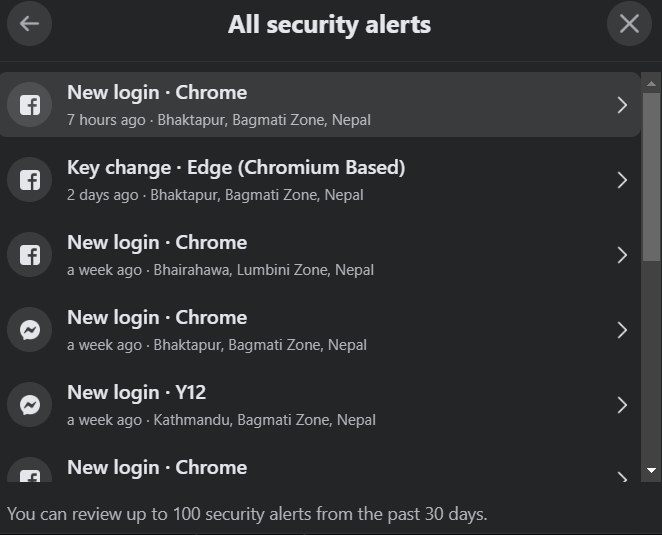 All security alerts
New login · Chrome
7 hours ago · Bhaktapur, Bagmati Zone, Nepal
Key change · Edge (Chromium Based)
2 days ago · Bhaktapur, Bagmati Zone, Nepal
New login · Chrome
a week ago · Bhairahawa, Lumbini Zone, Nepal
New login · Chrome
a week ago · Bhaktapur, Bagmati Zone, Nepal
New login · Y12
a week ago · Kathmandu, Bagmati Zone, Nepal
New login · Chrome
You can review up to 100 security alerts from the past 30 days.